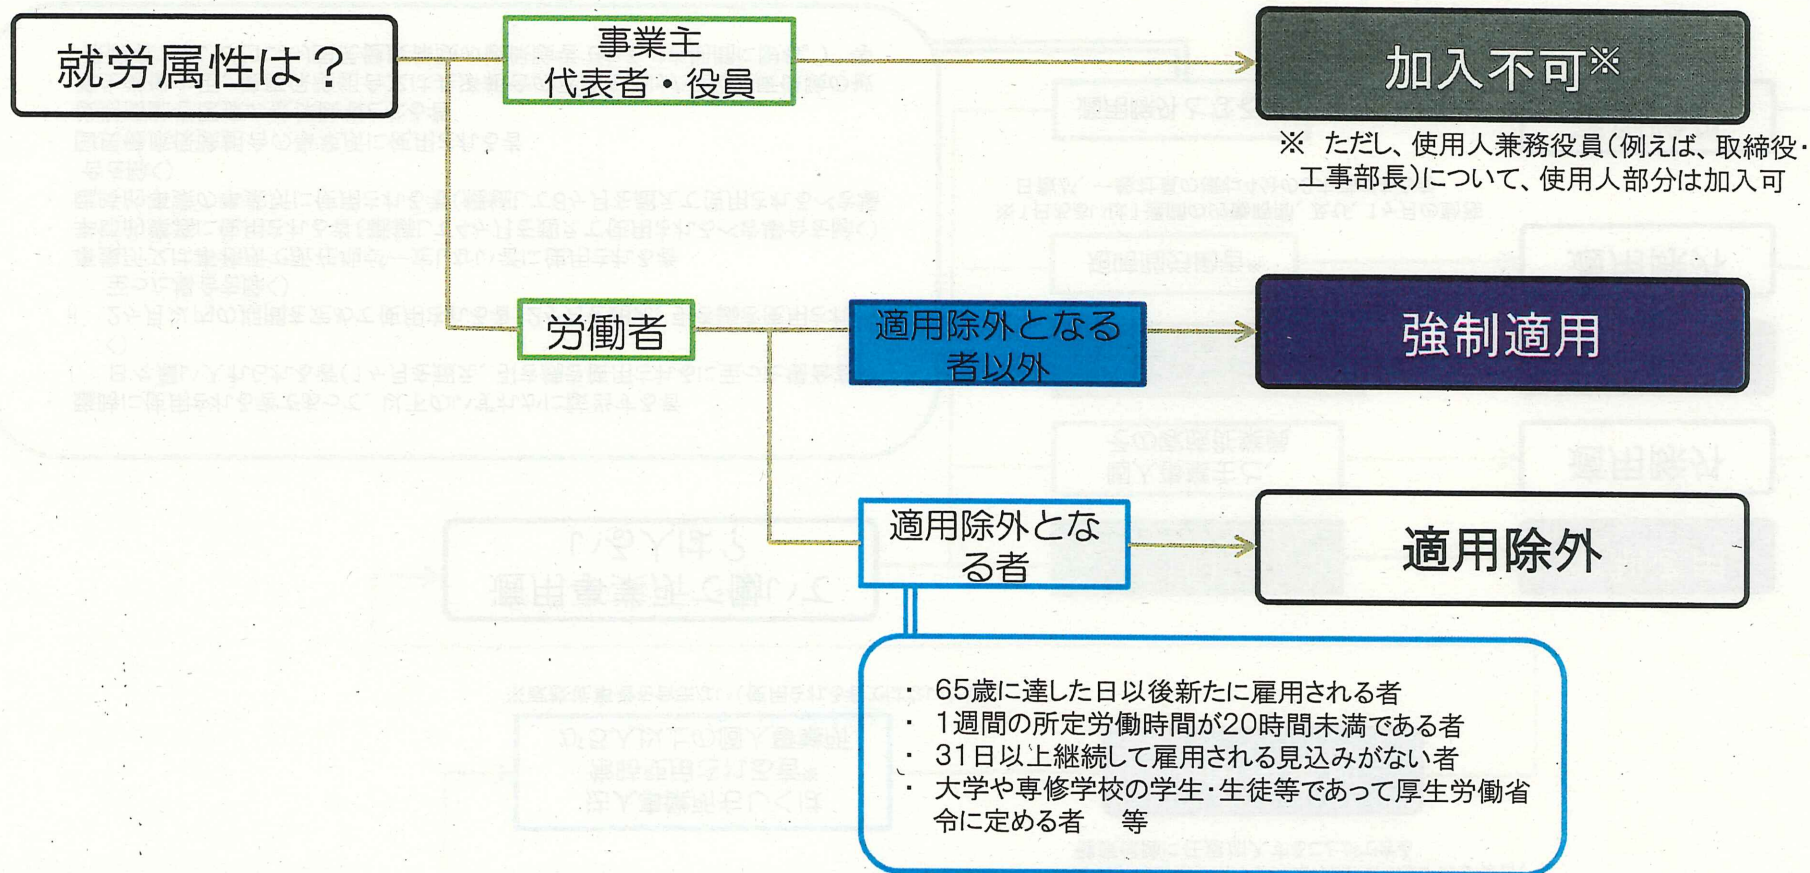 就労属性は？
事業主
代表者・役員
加入不可※
※ ただし、使用人兼務役員（例えば、取締役・
工事部長）について、使用人部分は加入可
労働者
適用除外となる
者以外
強制適用
適用除外とな
る者
適用除外
・ 65歳に達した日以後新たに雇用される者
・ 1週間の所定労働時間が20時間未満である者
・ 31日以上継続して雇用される見込みがない者
・ 大学や専修学校の学生・生徒等であって厚生労働省
令に定める者　等